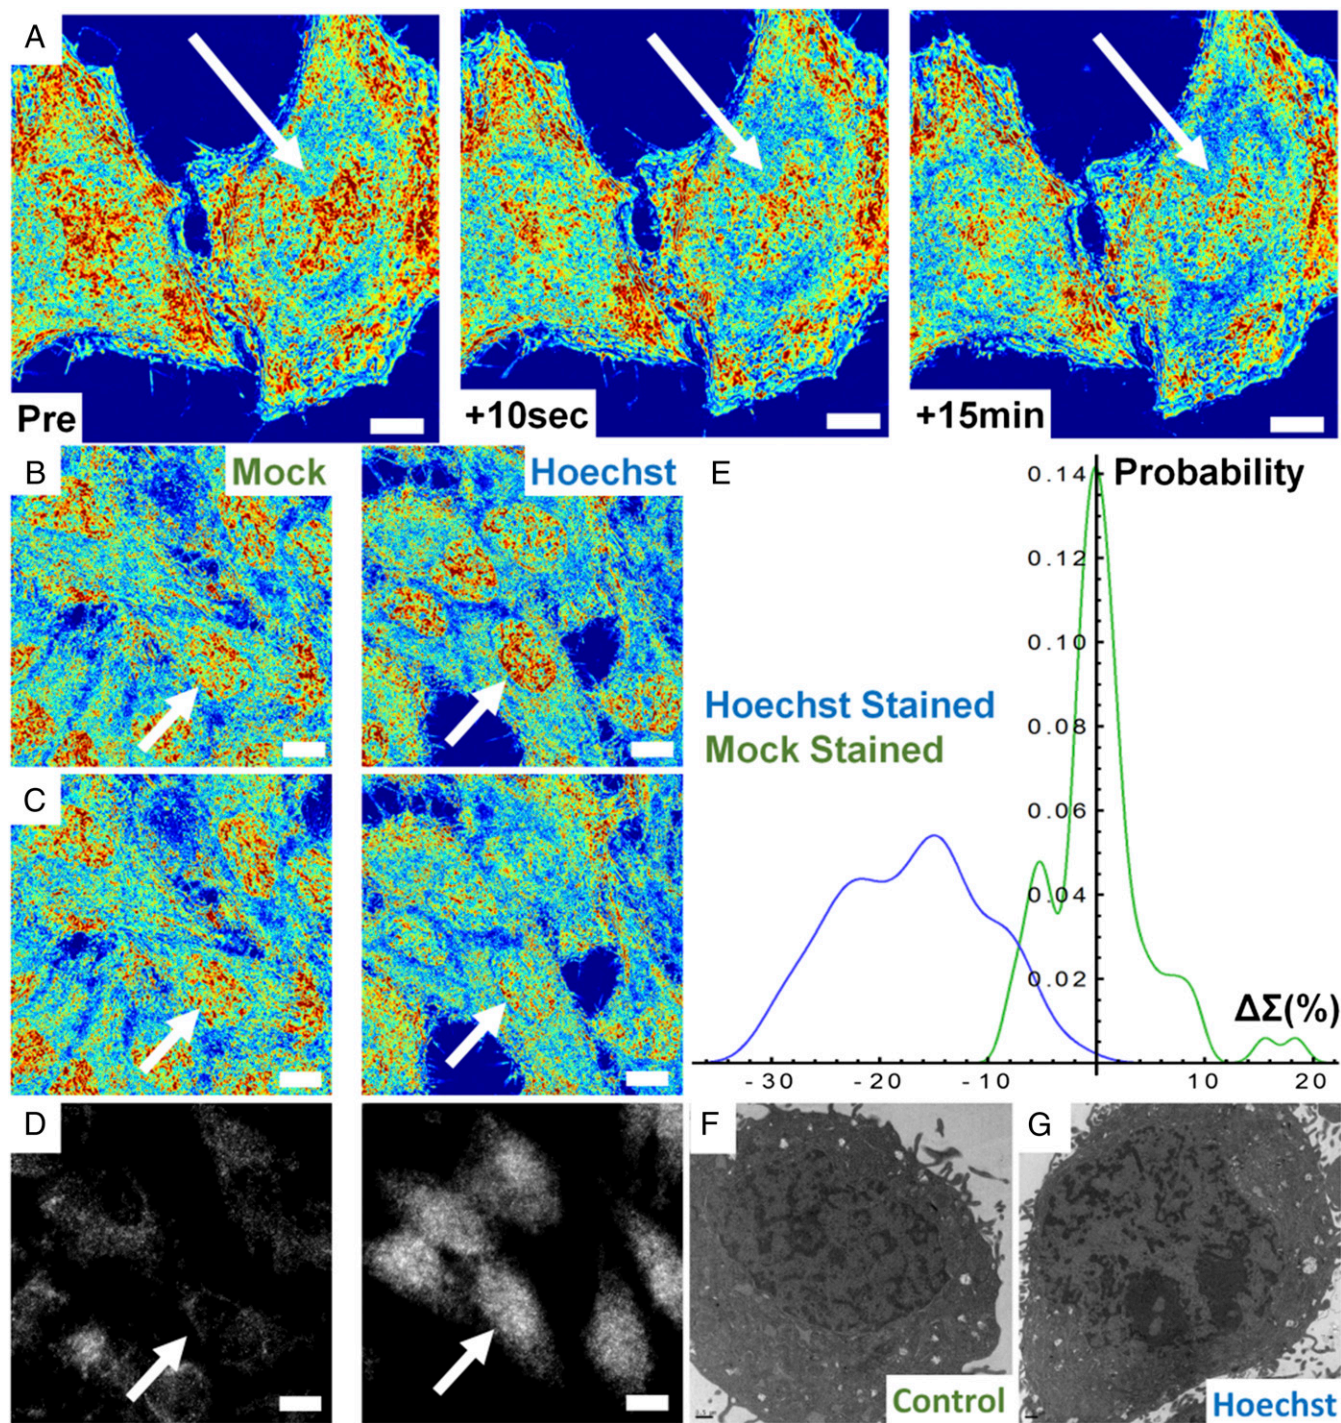 A
Pre
+10sec
+15min
B
Mock
Hoechst
C
D
E
Probability
0.14
0.12
0.10
0.08
0.06
0.04
0.02
Hoechst Stained
Mock Stained
ΔΣ(%)
-30 -20 -10 10 20
F
Control
G
Hoechst